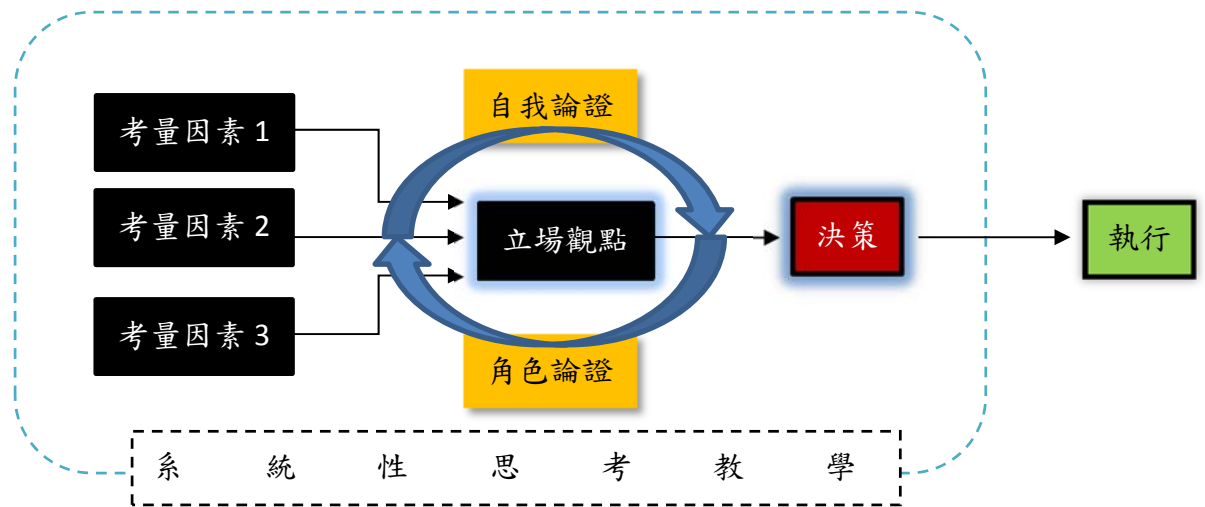 自我論證
考量因素 1
考量因素 2
考量因素 3
立場觀點
決策
執行
角色論證
系統性思考教學